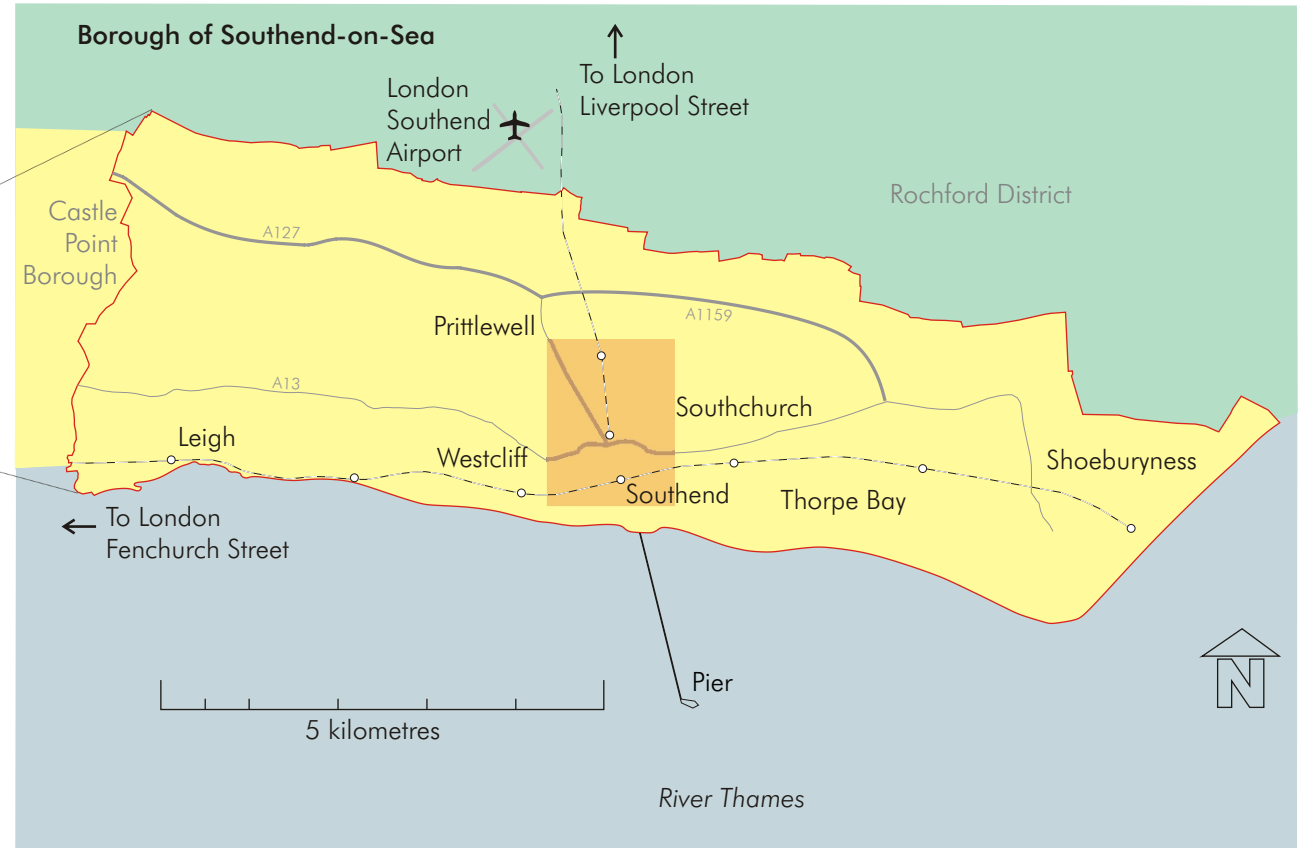 Borough of Southend-on-Sea
To London
Liverpool Street
London
Southend
Airport
Rochford District
Castle
Point
Borough
A127
A1159
Prittlewell
A13
Southchurch
Leigh
Westcliff
Shoeburyness
Southend
Thorpe Bay
To London
Fenchurch Street
Pier
5 kilometres
N
River Thames